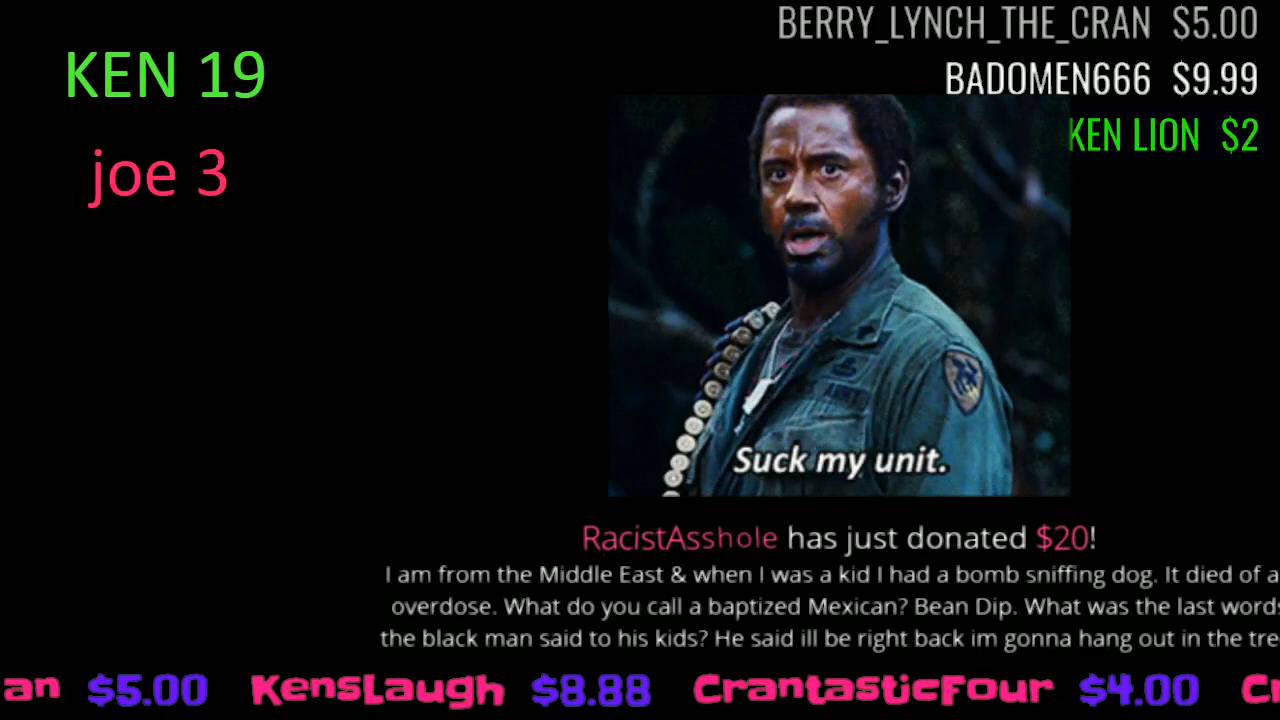 BERRY_LYNCH_THE_CRAN $5.00
KEN 19
BADOMEN666 $9.99
KEN LION $2
joe 3
Suck my unit.
RacistAsshole has just donated $20!
I am from the Middle East & when I was a kid I had a bomb sniffing dog. It died of a
overdose. What do you call a baptized Mexican? Bean Dip. What was the last words
the black man said to his kids? He said ill be right back im gonna hang out in the tre
an $5.00 KensLaugh $8.88 CrantasticFour $4.00 Cr